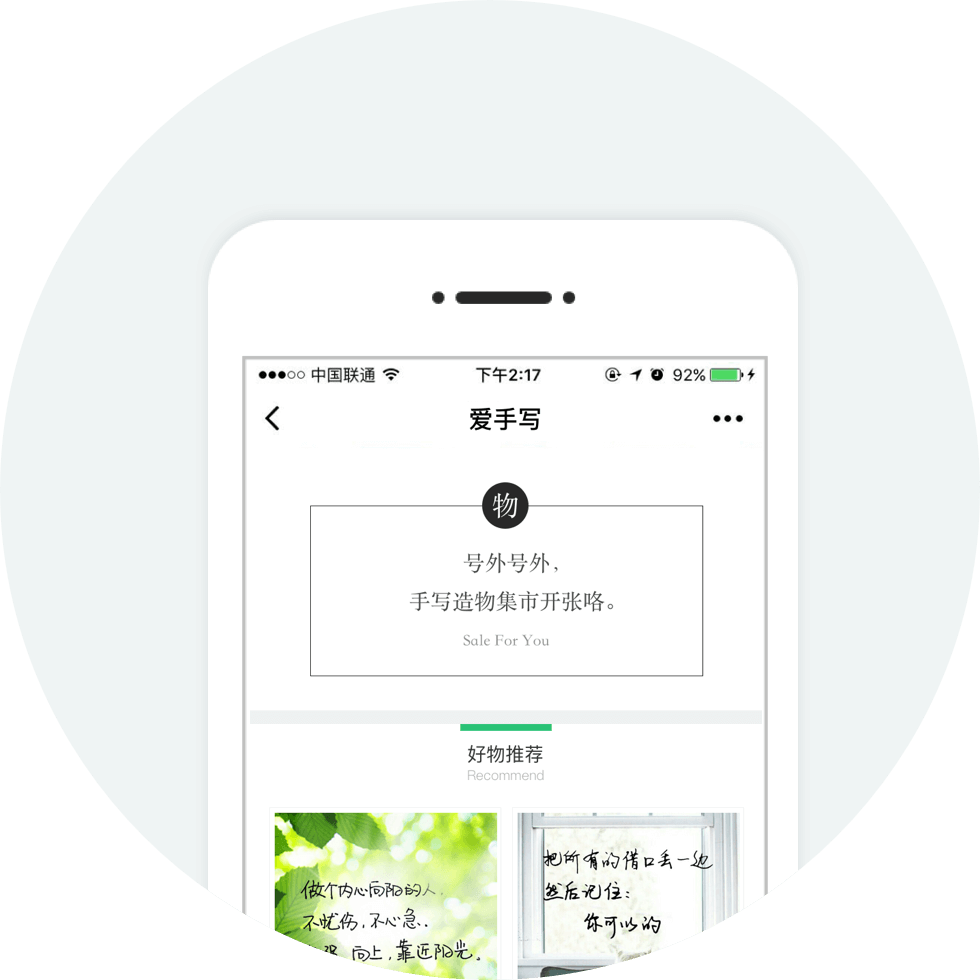 中国联通
下午2:17
92%
爱手写
物
号外号外，
手写造物集市开张咯。
Sale For You
好物推荐
Recommend
做个内心向阳的人.
不忧伤,不心急..
向上,靠近阳光。
把所有的借口丢一边
然后记住：
你可以的